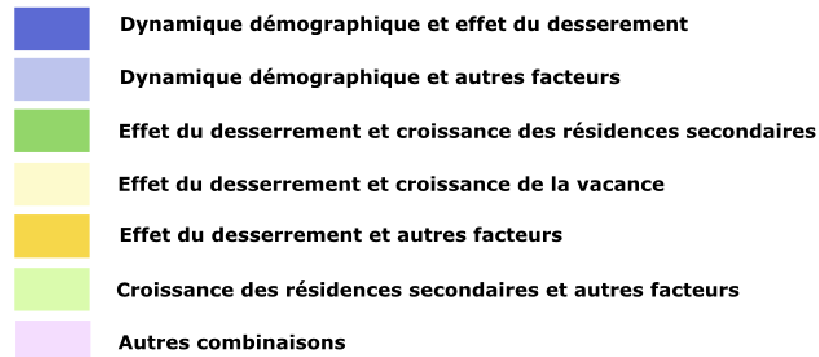 Dynamique démographique et effet du desserement
Dynamique démographique et autres facteurs
Effet du desserrement et croissance des résidences secondaires
Effet du desserrement et croissance de la vacance
Effet du desserrement et autres facteurs
Croissance des résidences secondaires et autres facteurs
Autres combinaisons